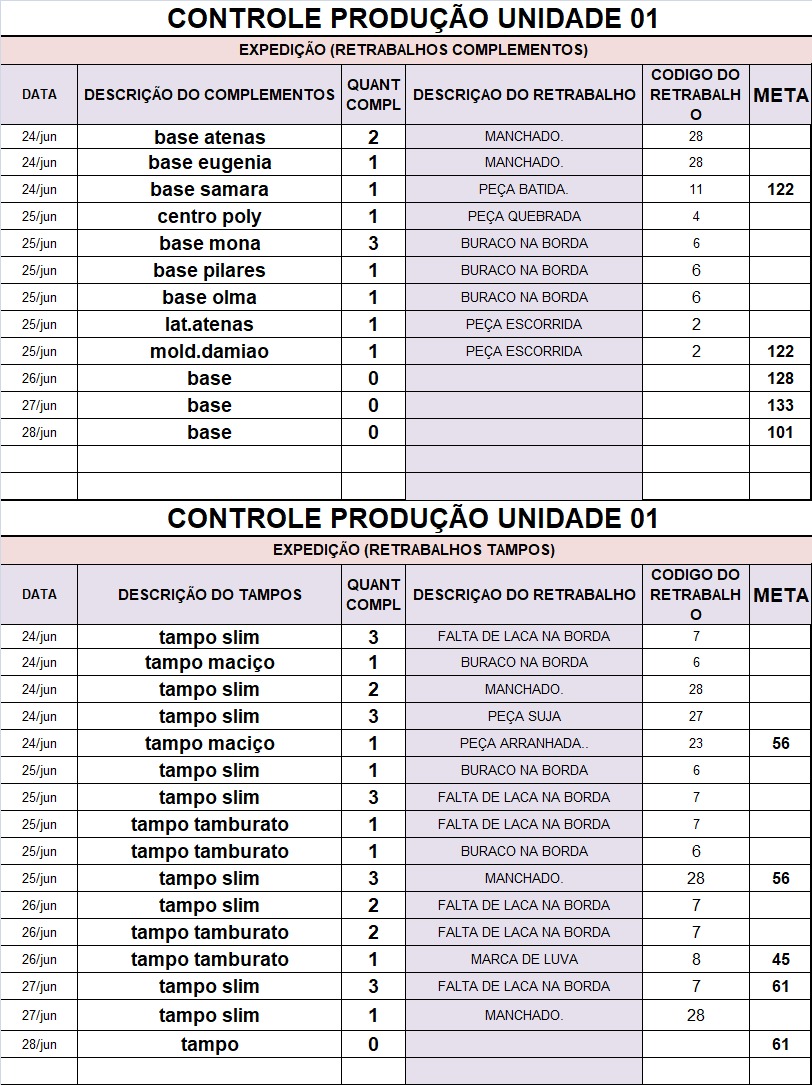 CONTROLE PRODUÇÃO UNIDADE 01
EXPEDIÇÃO (RETRABALHOS COMPLEMENTOS)
DATA DESCRIÇÃO DO COMPLEMENTOS QUANT COMPL DESCRIÇAO DO RETRABALHO CODIGO DO RETRABALHO META
24/jun base atenas 2 MANCHADO. 28
24/jun base eugenia 1 MANCHADO. 28
24/jun base samara 1 PEÇA BATIDA. 11 122
25/jun centro poly 1 PEÇA QUEBRADA 4
25/jun base mona 3 BURACO NA BORDA 6
25/jun base pilares 1 BURACO NA BORDA 6
25/jun base olma 1 BURACO NA BORDA 6
25/jun lat.atenas 1 PEÇA ESCORRIDA 2
25/jun mold.damiao 1 PEÇA ESCORRIDA 2 122
26/jun base 0 128
27/jun base 0 133
28/jun base 0 101
CONTROLE PRODUÇÃO UNIDADE 01
EXPEDIÇÃO (RETRABALHOS TAMPOS)
DATA DESCRIÇÃO DO TAMPOS QUANT COMPL DESCRIÇAO DO RETRABALHO CODIGO DO RETRABALHO META
24/jun tampo slim 3 FALTA DE LACA NA BORDA 7
24/jun tampo maciço 1 BURACO NA BORDA 6
24/jun tampo slim 2 MANCHADO. 28
24/jun tampo slim 3 PEÇA SUJA 27
24/jun tampo maciço 1 PEÇA ARRANHADA.. 23 56
25/jun tampo slim 1 BURACO NA BORDA 6
25/jun tampo slim 3 FALTA DE LACA NA BORDA 7
25/jun tampo tamburato 1 FALTA DE LACA NA BORDA 7
25/jun tampo tamburato 1 BURACO NA BORDA 6
25/jun tampo slim 3 MANCHADO. 28 56
26/jun tampo slim 2 FALTA DE LACA NA BORDA 7
26/jun tampo tamburato 2 FALTA DE LACA NA BORDA 7
26/jun tampo tamburato 1 MARCA DE LUVA 8 45
27/jun tampo slim 3 FALTA DE LACA NA BORDA 7 61
27/jun tampo slim 1 MANCHADO. 28
28/jun tampo 0 61